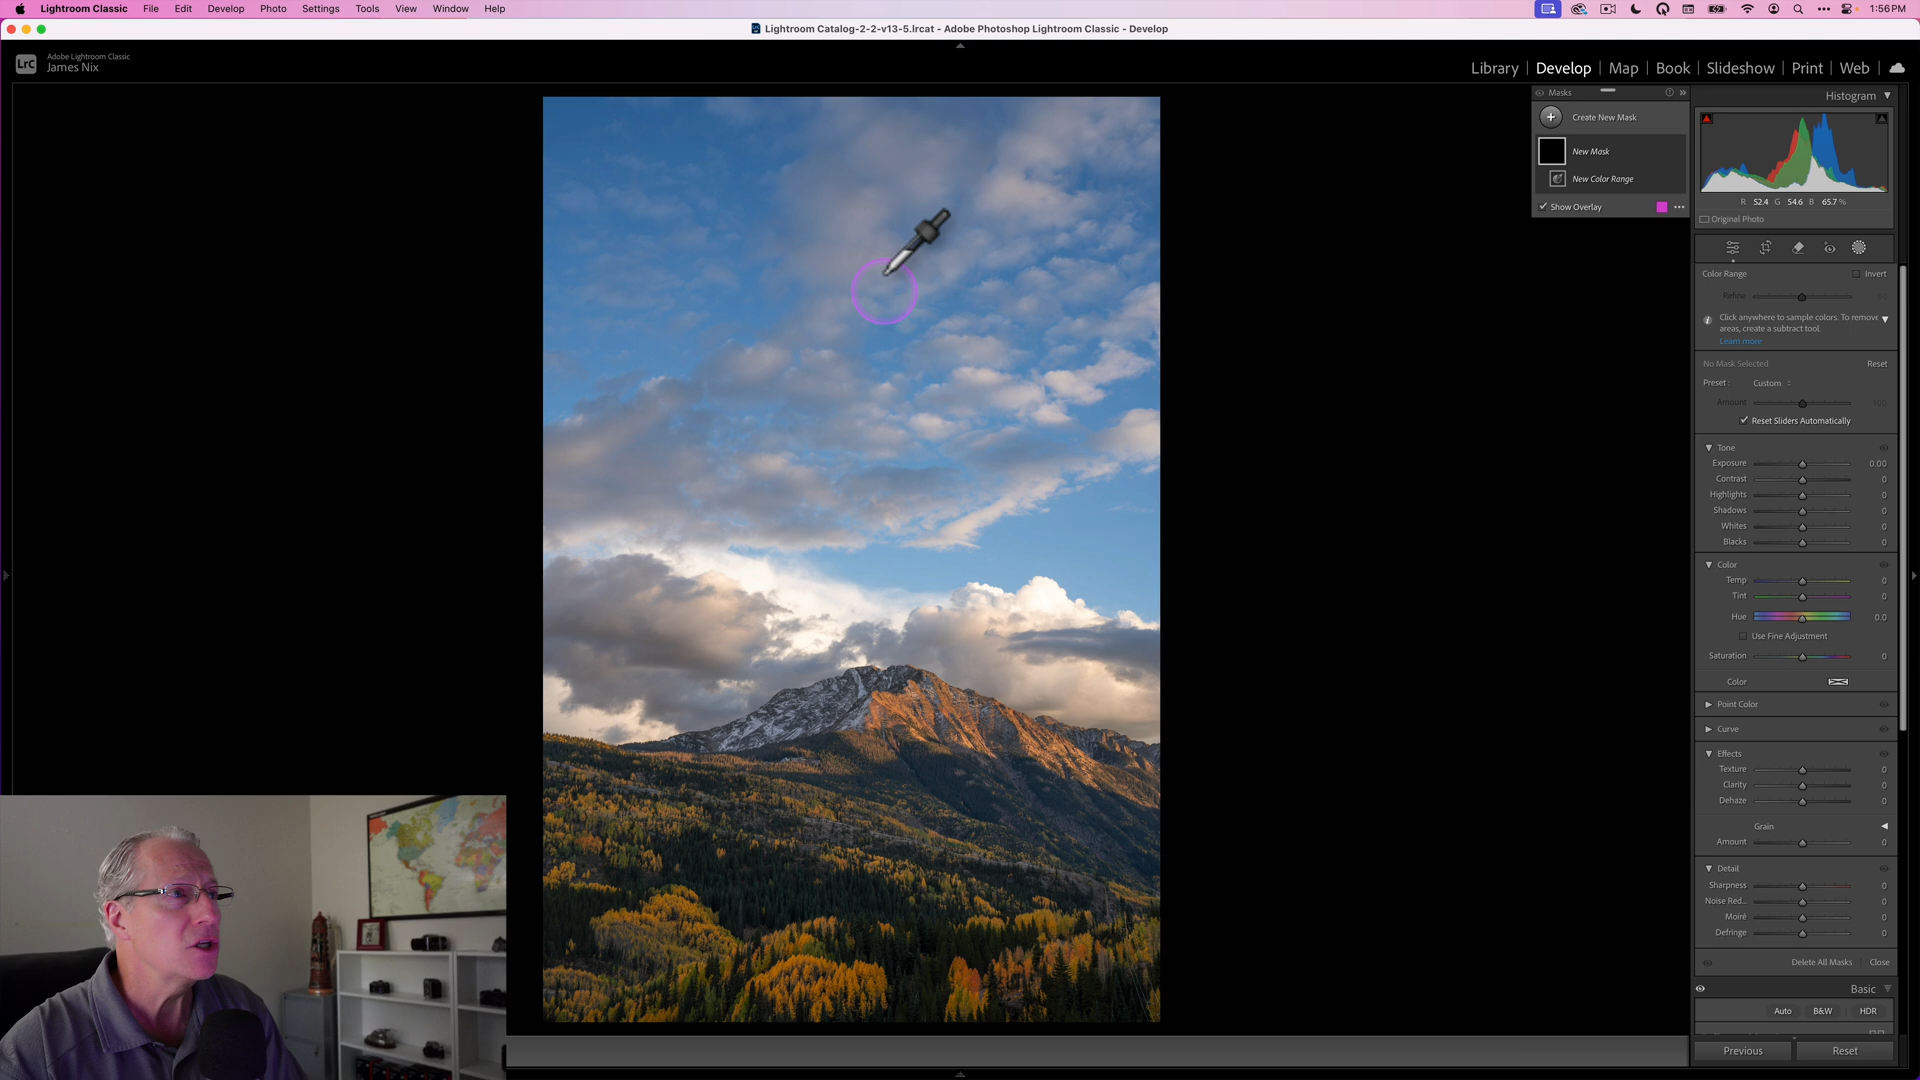 Lightroom Classic File Edit Develop Photo Settings Tools View Window Help
1:56PM
Lightroom Catalog-2-2-v13-5.lrcat - Adobe Photoshop Lightroom Classic - Develop
LrC
Adobe Lightroom Classic
James Nix
Library | Develop | Map | Book | Slideshow | Print | Web
Masks
Create New Mask
New Mask
New Color Range
Show Overlay
Histogram
R 52.4 G 54.6 B 65.7 %
Original Photo
Color Range Invert
Refine
Click anywhere to sample colors. To remove
areas, create a subtract tool.
Learn more
No Mask Selected Reset
Preset : Custom
Amount 100
Reset Sliders Automatically
Tone
Exposure 0.00
Contrast 0
Highlights 0
Shadows 0
Whites 0
Blacks 0
Color
Temp 0
Tint 0
Hue 0.0
Use Fine Adjustment
Saturation 0
Color
Point Color
Curve
Effects
Texture 0
Clarity 0
Dehaze 0
Grain
Amount 0
Detail
Sharpness 0
Noise Red... 0
Moiré 0
Defringe 0
Delete All Masks Close
Basic
Auto B&W HDR
Previous Reset